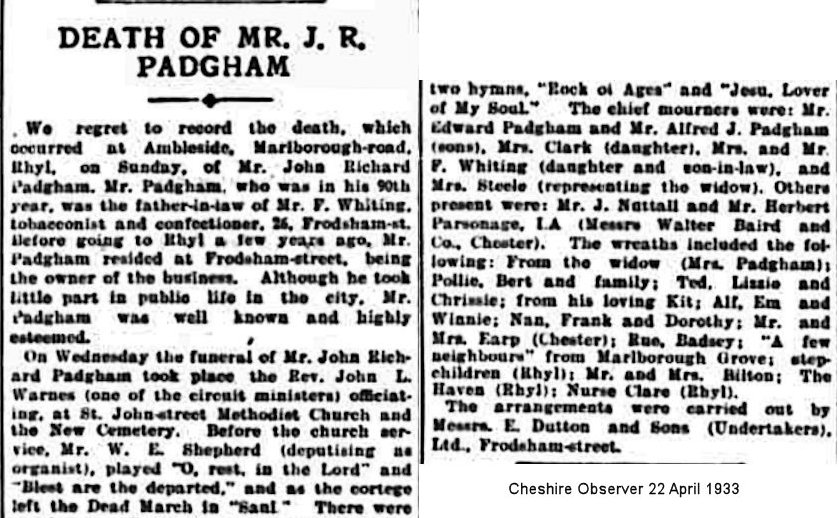 DEATH OF MR. J. R.
PADGHAM
We regret to record the death, which
occurred at Ambleside, Marlborough-road,
Rhyl, on Sunday, of Mr. John Richard
Padgham. Mr. Padgham, who was in his 90th
year, was the father-in-law of Mr. F. Whiting,
tobacconist and confectioner, 26, Frodsham-st.
Before going to Rhyl a few years ago, Mr.
Padgham resided at Frodsham-street, being
the owner of the business. Although he took
little part in public life in the city, Mr.
Padgham was well known and highly
esteemed.
On Wednesday the funeral of Mr. John Rich-
ard Padgham took place the Rev. John L.
Warnes (one of the circuit ministers) officiat-
ing, at St. John-street Methodist Church and
the New Cemetery. Before the church ser-
vice, Mr. W. E. Shepherd (deputising as
organist), played "O, rest, in the Lord" and
"Blest are the departed," and as the cortege
left the Dead March in "Saul." There were
two hymns, "Rock of Ages" and "Jesu, Lover
of My Soul." The chief mourners were: Mr.
Edward Padgham and Mr. Alfred J. Padgham
(sons), Mrs. Clark (daughter), Mrs. and Mr.
F. Whiting (daughter and son-in-law), and
Mrs. Steele (representing the widow). Others
present were: Mr. J. Nuttall and Mr. Herbert
Parsonage, I.A (Messrs Walter Baird and
Co., Chester). The wreaths included the fol-
lowing: From the widow (Mrs. Padgham);
Pollie, Bert and family; Ted, Lizzie and
Chrissie; from his loving Kit; Alf, Em and
Winnie; Nan, Frank and Dorothy; Mr. and
Mrs. Earp (Chester); Rue, Badsey; "A few
neighbours" from Marlborough Grove; step-
children (Rhyl); Mr. and Mrs. Bilton; The
Haven (Rhyl); Nurse Clare (Rhyl).
The arrangements were carried out by
Messrs. E. Dutton and Sons (Undertakers),
Ltd., Frodsham-street.
Cheshire Observer 22 April 1933